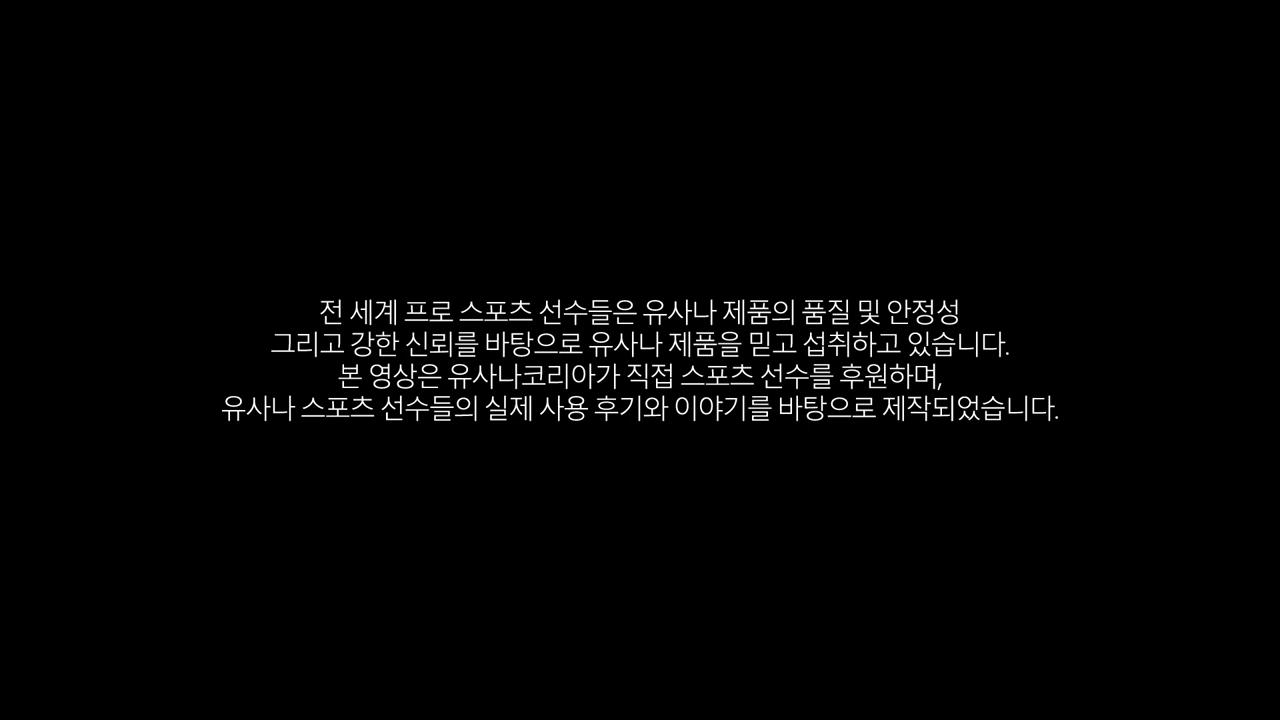 전 세계 프로 스포츠 선수들은 유사나 제품의 품질 및 안정성
그리고 강한 신뢰를 바탕으로 유사나 제품을 믿고 섭취하고 있습니다.
본 영상은 유사나코리아가 직접 스포츠 선수를 후원하며,
유사나 스포츠 선수들의 실제 사용 후기와 이야기를 바탕으로 제작되었습니다.